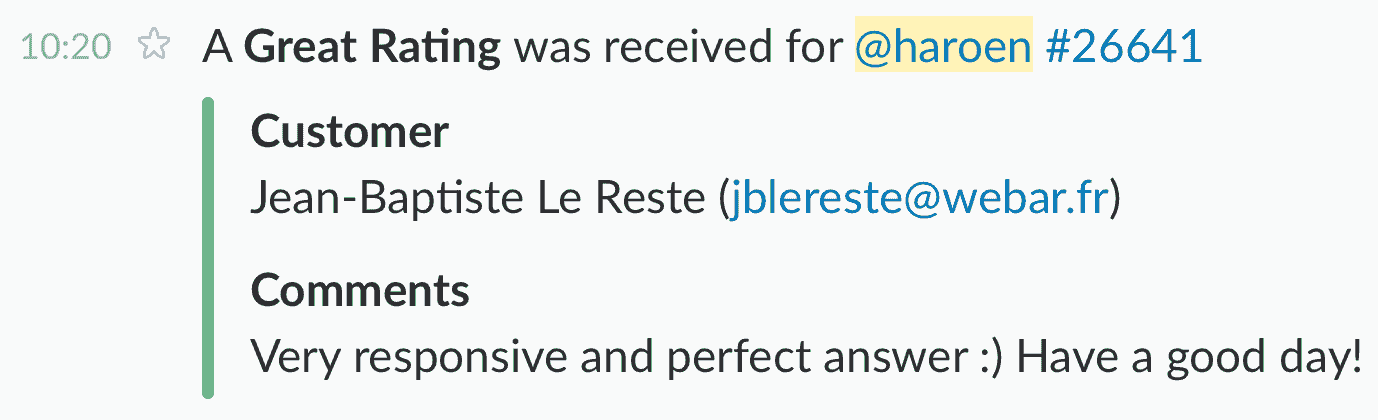 10:20 A Great Rating was received for @haroen #26641
Customer
Jean-Baptiste Le Reste (jblereste@webar.fr)
Comments
Very responsive and perfect answer :) Have a good day!